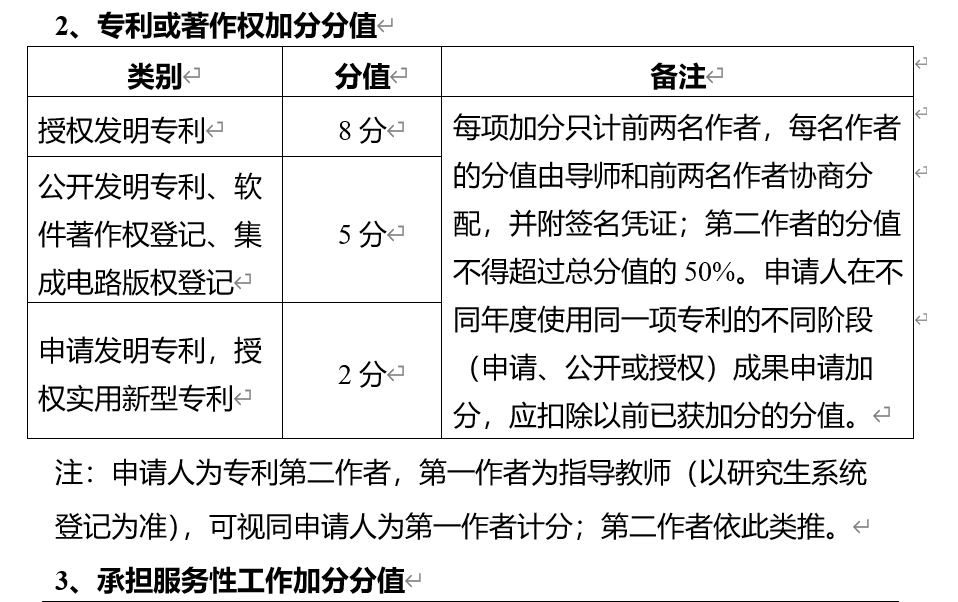 2、专利或著作权加分分值
类别 分值 备注
授权发明专利 8 分
公开发明专利、软
件著作权登记、集
成电路版权登记
5 分
申请发明专利，授
权实用新型专利
2 分
每项加分只计前两名作者，每名作者
的分值由导师和前两名作者协商分
配，并附签名凭证；第二作者的分值
不得超过总分值的 50%。申请人在不
同年度使用同一项专利的不同阶段
（申请、公开或授权）成果申请加
分，应扣除以前已获加分的分值。
注：申请人为专利第二作者，第一作者为指导教师（以研究生系统
登记为准），可视同申请人为第一作者计分；第二作者依此类推。
3、承担服务性工作加分分值